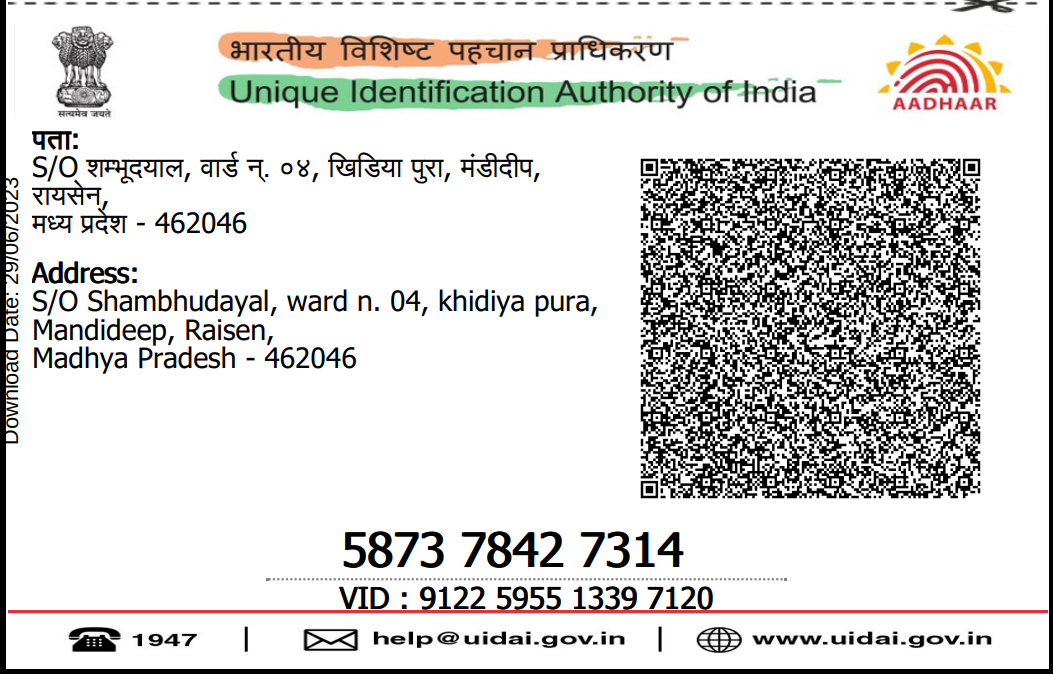 भारतीय विशिष्ट पहचान प्राधिकरण
Unique Identification Authority of India
सत्यमेव जयते
AADHAAR
पता:
S/O शम्भूदयाल, वार्ड न्. ०४, खिडिया पुरा, मंडीदीप,
रायसेन,
मध्य प्रदेश - 462046
Download Date: 29/06/2023
Address:
S/O Shambhudayal, ward n. 04, khidiya pura,
Mandideep, Raisen,
Madhya Pradesh - 462046
5873 7842 7314
VID : 9122 5955 1339 7120
1947 | help@uidai.gov.in | www.uidai.gov.in